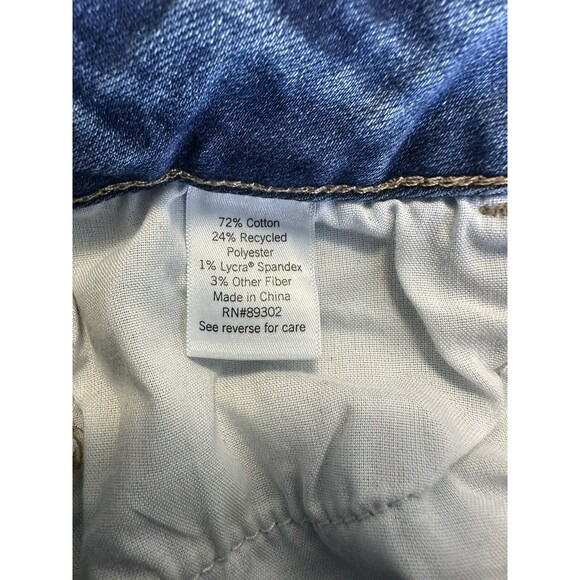 72% Cotton
24% Recycled
Polyester
1% Lycra® Spandex
3% Other Fiber
Made in China
RN#89302
See reverse for care